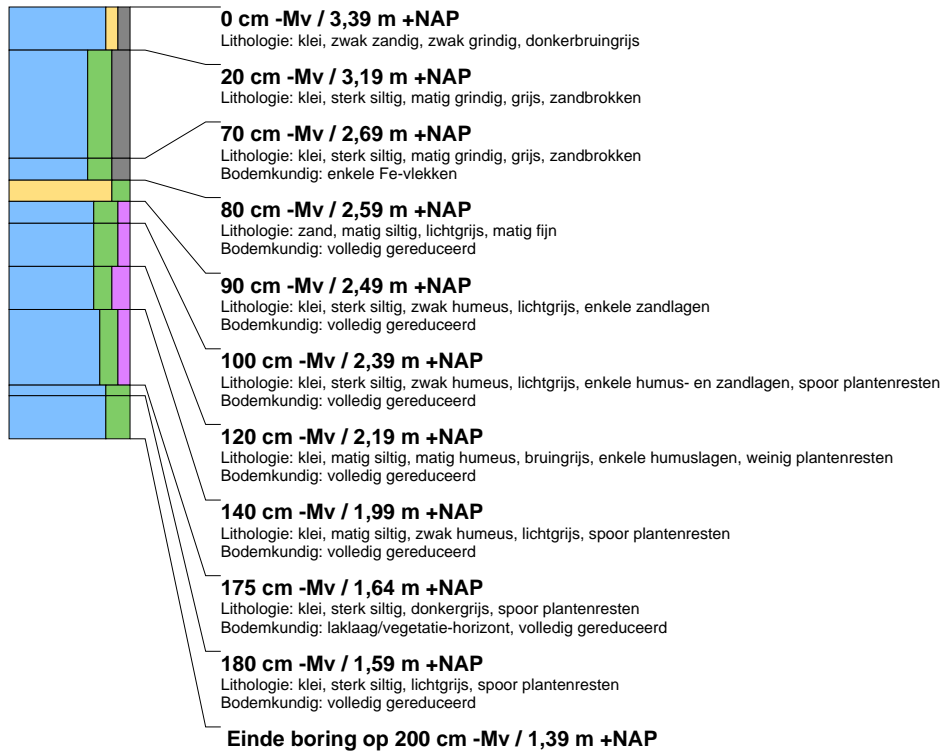 0 cm -Mv / 3,39 m +NAP
Lithologie: klei, zwak zandig, zwak grindig, donkerbruingrijs
20 cm -Mv / 3,19 m +NAP
Lithologie: klei, sterk siltig, matig grindig, grijs, zandbrokken
70 cm -Mv / 2,69 m +NAP
Lithologie: klei, sterk siltig, matig grindig, grijs, zandbrokken
Bodemkundig: enkele Fe-vlekken
80 cm -Mv / 2,59 m +NAP
Lithologie: zand, matig siltig, lichtgrijs, matig fijn
Bodemkundig: volledig gereduceerd
90 cm -Mv / 2,49 m +NAP
Lithologie: klei, sterk siltig, zwak humeus, lichtgrijs, enkele zandlagen
Bodemkundig: volledig gereduceerd
100 cm -Mv / 2,39 m +NAP
Lithologie: klei, sterk siltig, zwak humeus, lichtgrijs, enkele humus- en zandlagen, spoor plantenresten
Bodemkundig: volledig gereduceerd
120 cm -Mv / 2,19 m +NAP
Lithologie: klei, matig siltig, matig humeus, bruingrijs, enkele humuslagen, weinig plantenresten
Bodemkundig: volledig gereduceerd
140 cm -Mv / 1,99 m +NAP
Lithologie: klei, matig siltig, zwak humeus, lichtgrijs, spoor plantenresten
Bodemkundig: volledig gereduceerd
175 cm -Mv / 1,64 m +NAP
Lithologie: klei, sterk siltig, donkergrijs, spoor plantenresten
Bodemkundig: laklaag/vegetatie-horizont, volledig gereduceerd
180 cm -Mv / 1,59 m +NAP
Lithologie: klei, sterk siltig, lichtgrijs, spoor plantenresten
Bodemkundig: volledig gereduceerd
Einde boring op 200 cm -Mv / 1,39 m +NAP